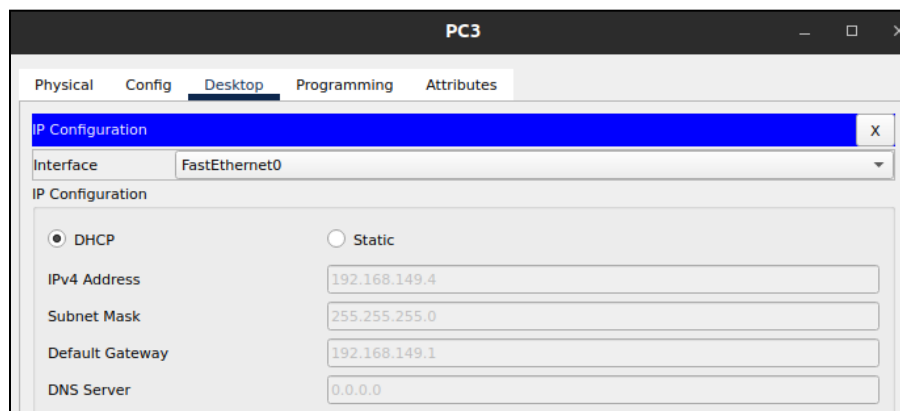 PC3
Physical Config Desktop Programming Attributes
IP Configuration X
Interface FastEthernet0
IP Configuration
DHCP Static
IPv4 Address 192.168.149.4
Subnet Mask 255.255.255.0
Default Gateway 192.168.149.1
DNS Server 0.0.0.0